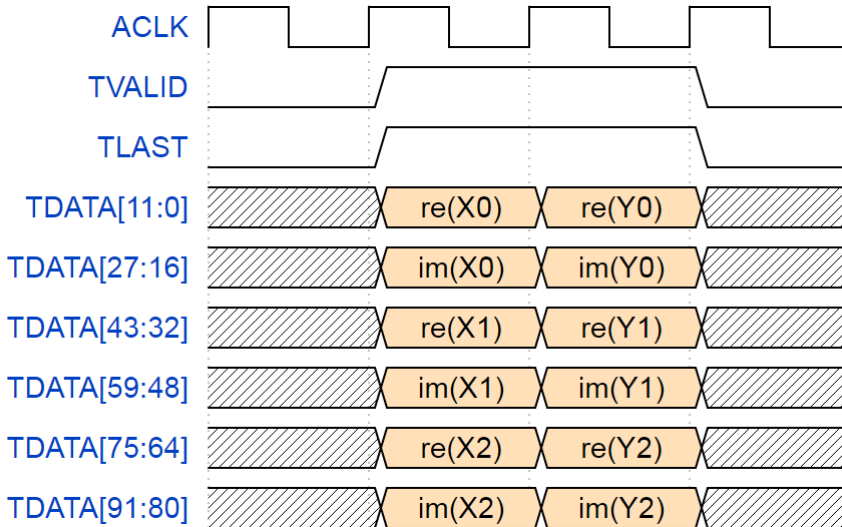 ACLK
TVALID
TLAST
TDATA[11:0] re(X0) re(Y0)
TDATA[27:16] im(X0) im(Y0)
TDATA[43:32] re(X1) re(Y1)
TDATA[59:48] im(X1) im(Y1)
TDATA[75:64] re(X2) re(Y2)
TDATA[91:80] im(X2) im(Y2)